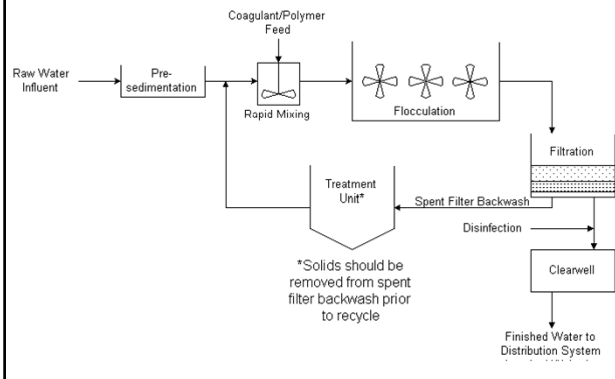 Coagulant/Polymer
Feed
Raw Water
Influent
Pre-
sedimentation
Rapid Mixing
Flocculation
Filtration
Treatment
Unit*
Spent Filter Backwash
Disinfection
*Solids should be
removed from spent
filter backwash prior
to recycle
Clearwell
Finished Water to
Distribution System